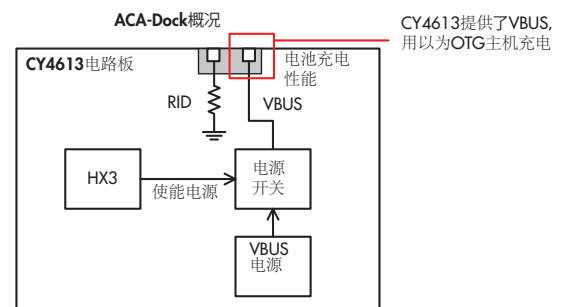 ACA-Dock概况
CY4613提供了VBUS,
用以为OTG主机充电
CY4613电路板
电池充电
性能
RID
VBUS
HX3
使能电源
电源
开关
VBUS
电源